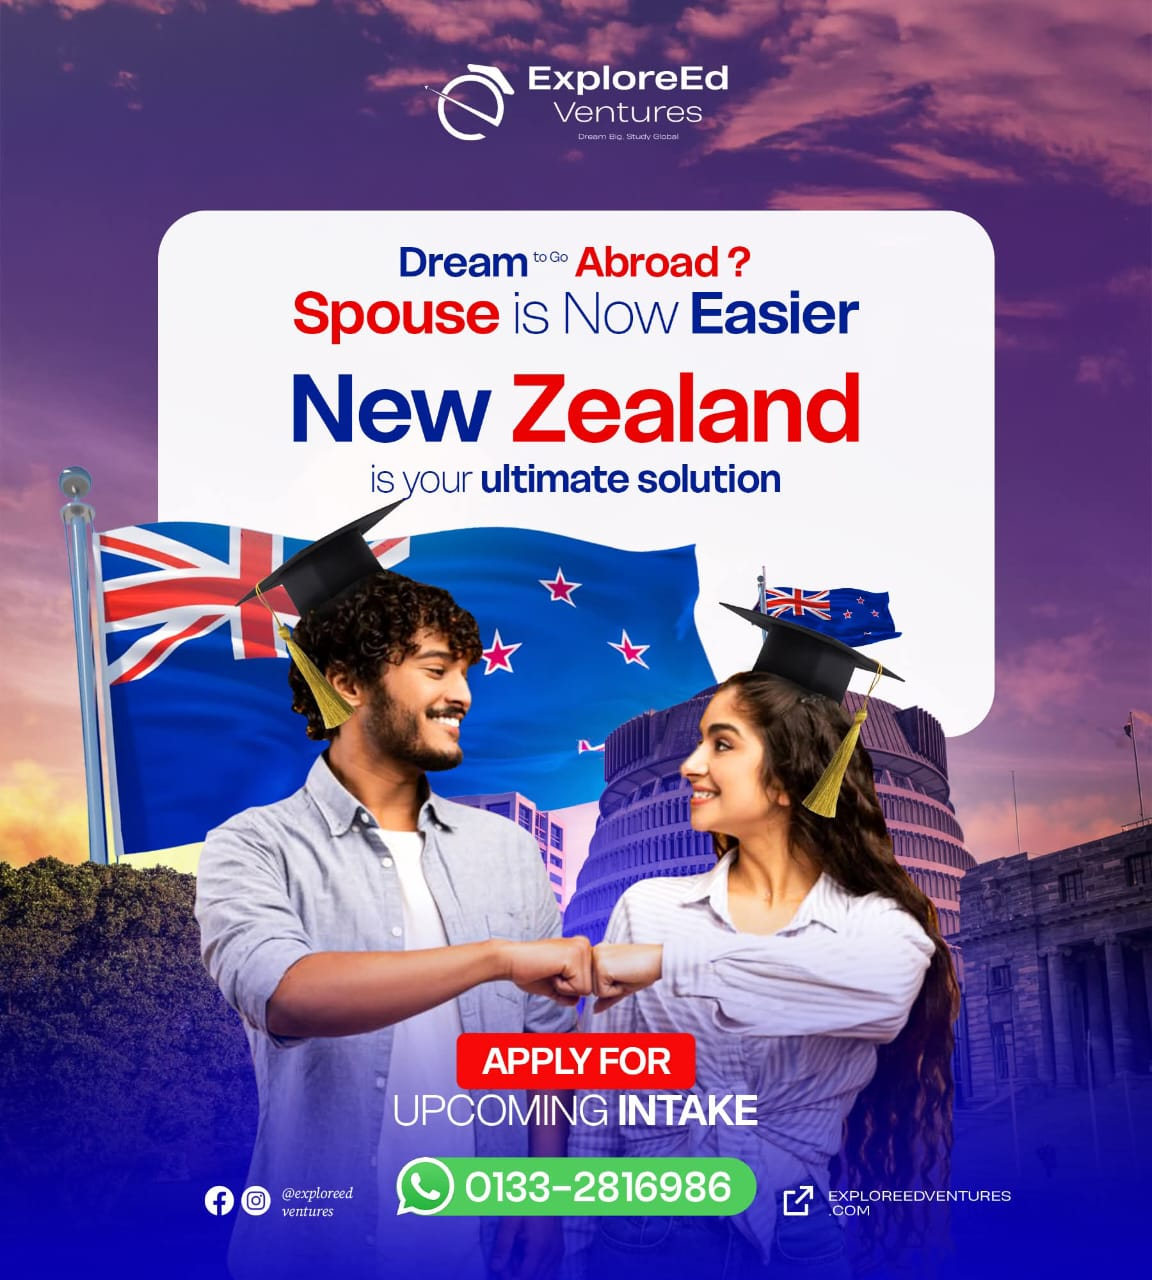 ExploreEd
Ventures
Dream Big. Study Global
Dream to Go Abroad ?
Spouse is Now Easier
New Zealand
is your ultimate solution
APPLY FOR
UPCOMING INTAKE
0133-2816986
@exploreed
ventures
EXPLOREEDVENTURES
.COM